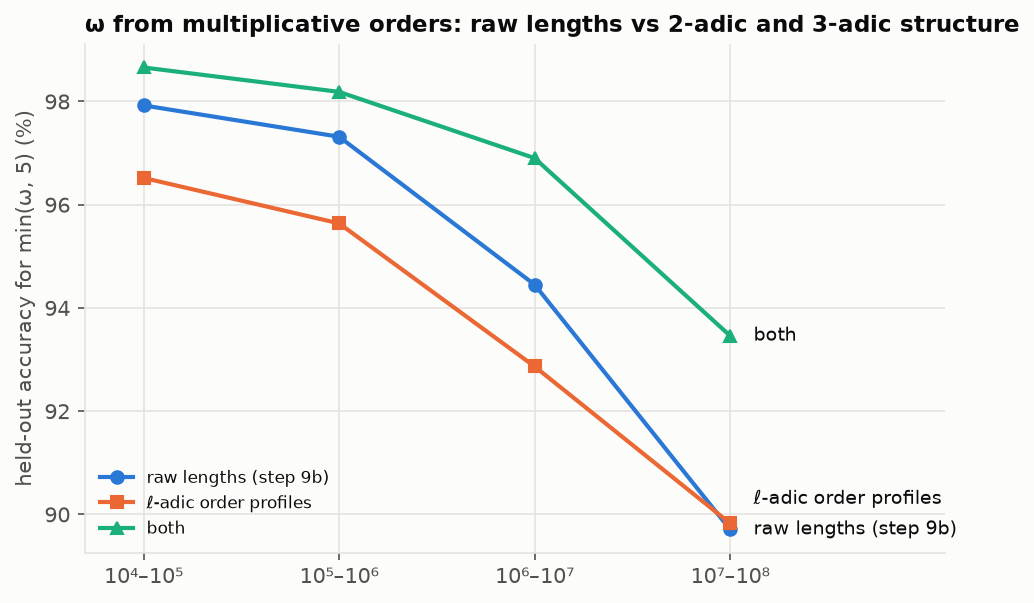 ω from multiplicative orders: raw lengths vs 2-adic and 3-adic structure
held-out accuracy for min(ω, 5) (%)
98
96
94
92
90
both
ℓ-adic order profiles
raw lengths (step 9b)
raw lengths (step 9b)
ℓ-adic order profiles
both
10⁴–10⁵
10⁵–10⁶
10⁶–10⁷
10⁷–10⁸